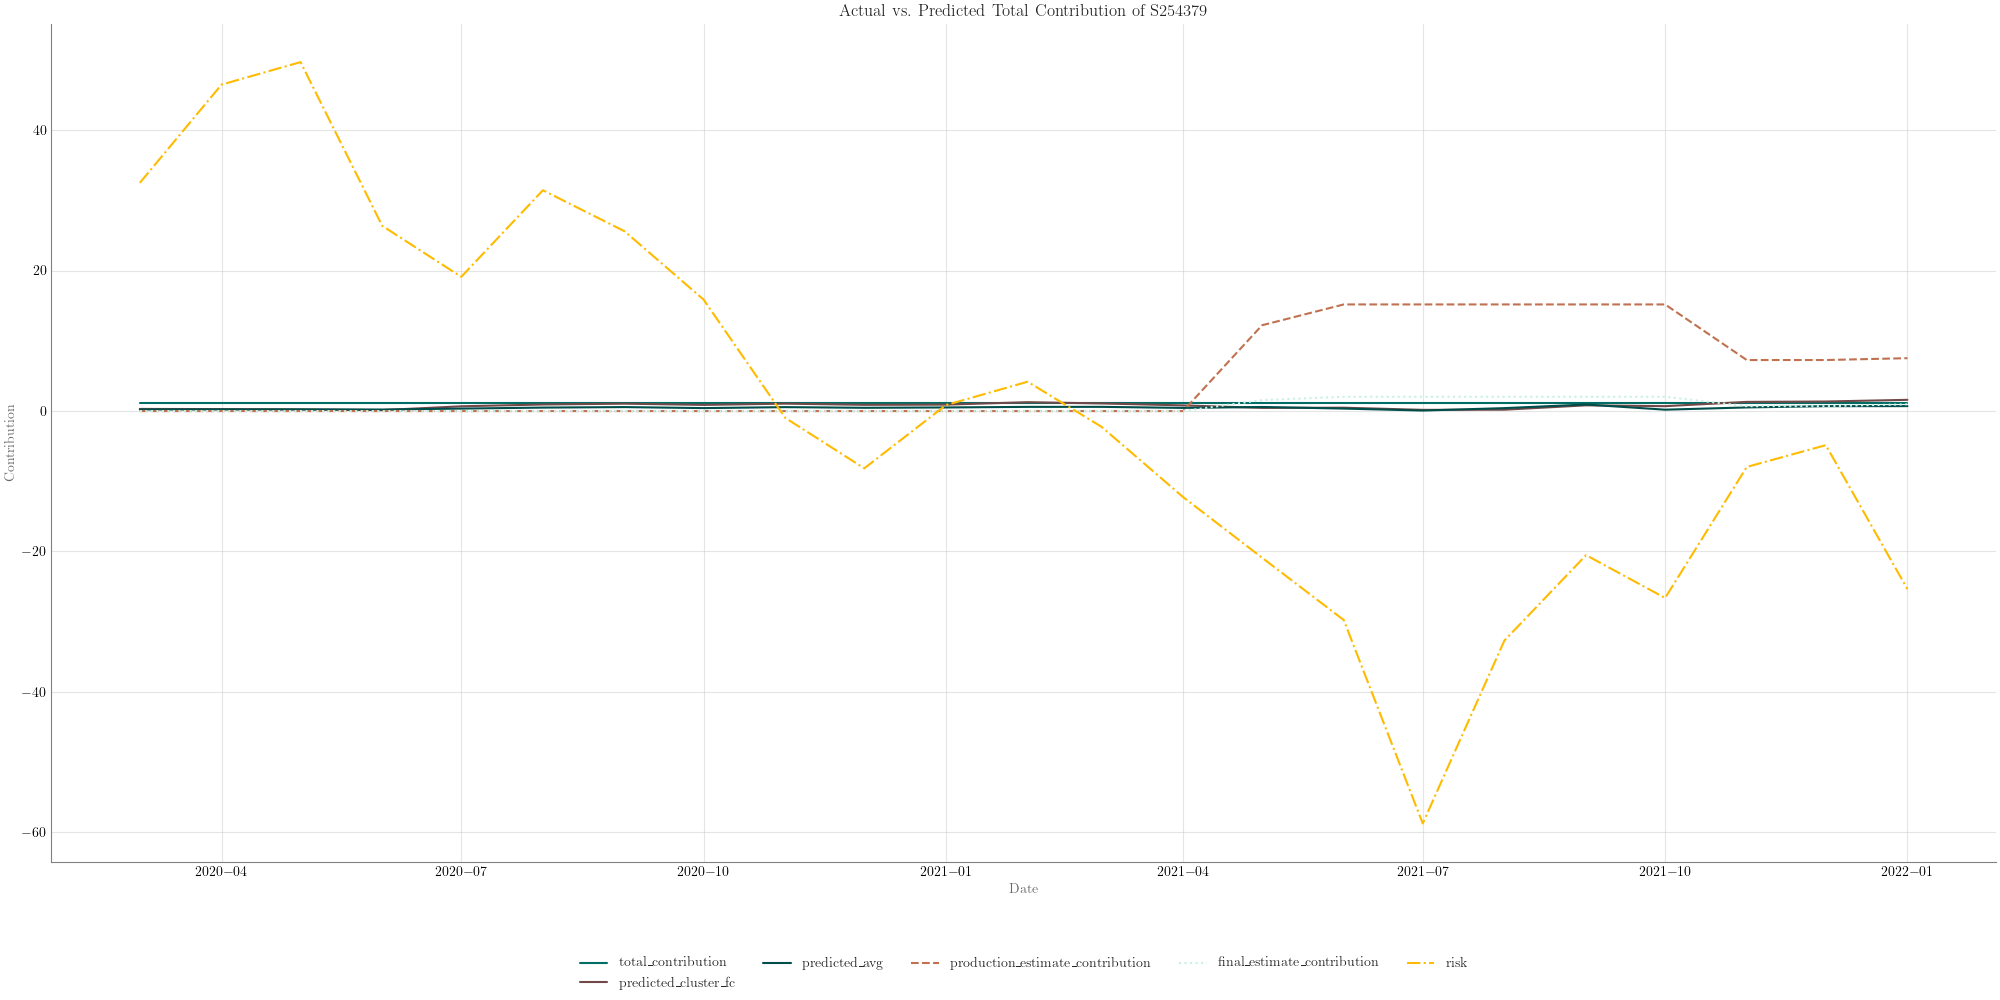 Actual vs. Predicted Total Contribution of S254379
40
20
0
−20
−40
−60
Contribution
2020−04 2020−07 2020−10 2021−01 2021−04 2021−07 2021−10 2022−01
Date
total_contribution predicted_avg production_estimate_contribution final_estimate_contribution risk
predicted_cluster_fc